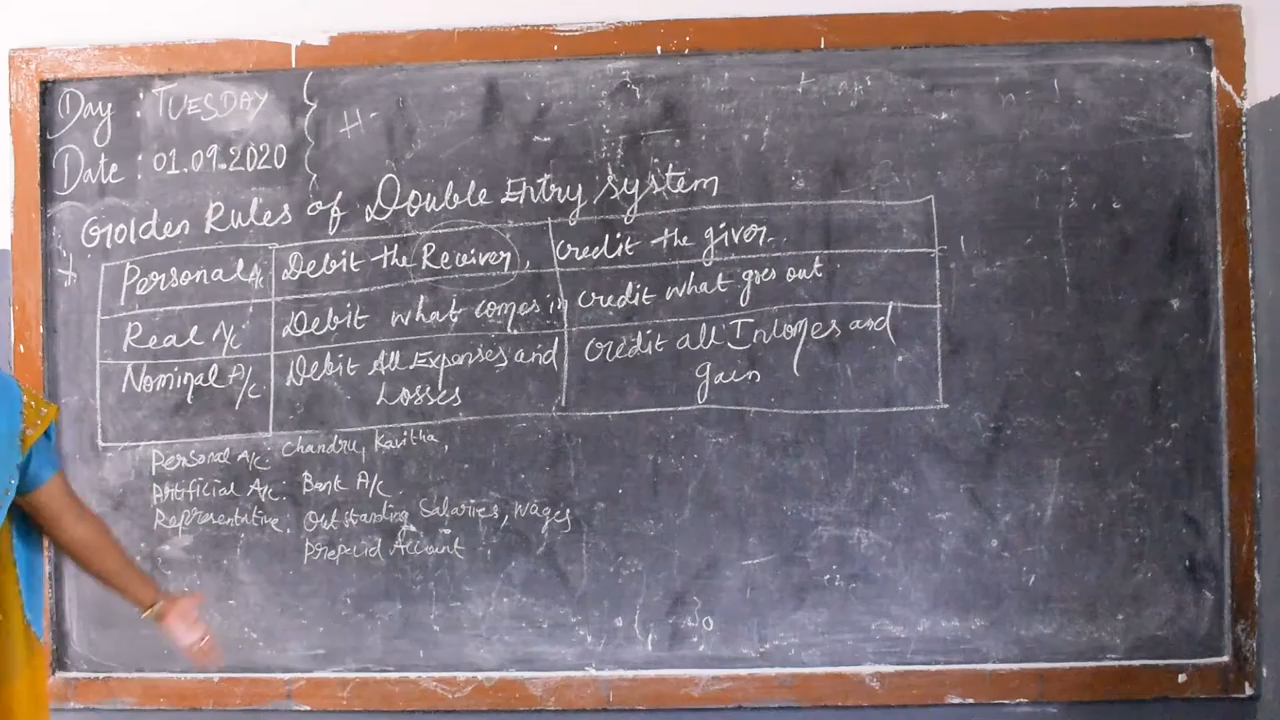 Day : TUESDAY
Date : 01.09.2020
H-
Golden Rules of Double Entry System
Personal A/c Debit the Receiver, Credit the giver.
Real A/c Debit what comes in Credit what goes out
Nominal A/c Debit All Expenses and Losses Credit all Incomes and gain
Personal A/c: Chandru, Kavitha,
Artificial A/c: Bank A/c
Representative: Outstanding Salaries, Wages
Prepaid Account